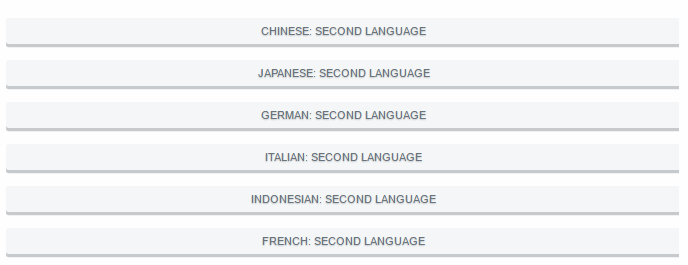 CHINESE: SECOND LANGUAGE
JAPANESE: SECOND LANGUAGE
GERMAN: SECOND LANGUAGE
ITALIAN: SECOND LANGUAGE
INDONESIAN: SECOND LANGUAGE
FRENCH: SECOND LANGUAGE